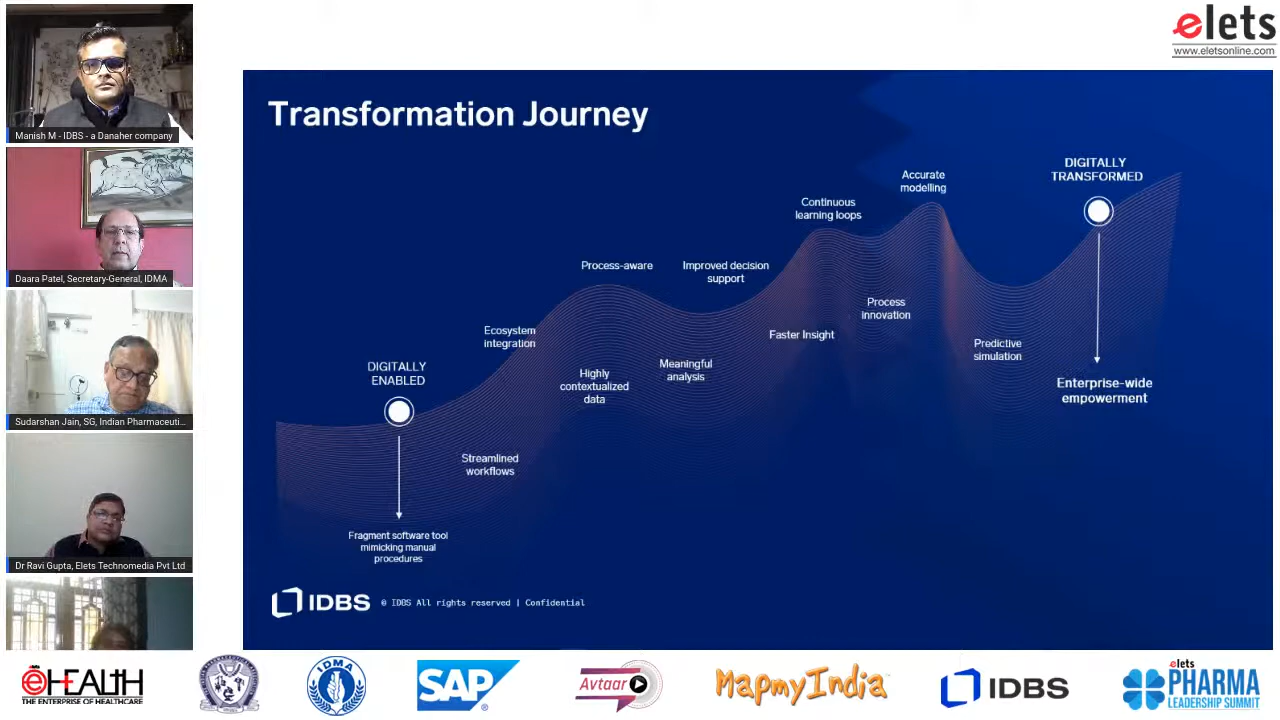 elets
www.eletsonline.com
Manish M - IDBS - a Danaher company
Daara Patel, Secretary-General, IDMA
Sudarshan Jain, SG, Indian Pharmaceuti...
Dr Ravi Gupta, Elets Technomedia Pvt Ltd
Transformation Journey
DIGITALLY
TRANSFORMED
Accurate
modelling
Continuous
learning loops
Process-aware
Improved decision
support
Process
innovation
Ecosystem
integration
Faster Insight
Predictive
simulation
DIGITALLY
ENABLED
Highly
contextualized
data
Meaningful
analysis
Enterprise-wide
empowerment
Streamlined
workflows
Fragment software tool
mimicking manual
procedures
IDBS
© IDBS All rights reserved | Confidential
elets
eHEALTH
THE ENTERPRISE OF HEALTHCARE
IDMA
SAP
Avtaar
MapmyIndia
IDBS
elets
PHARMA
LEADERSHIP SUMMIT